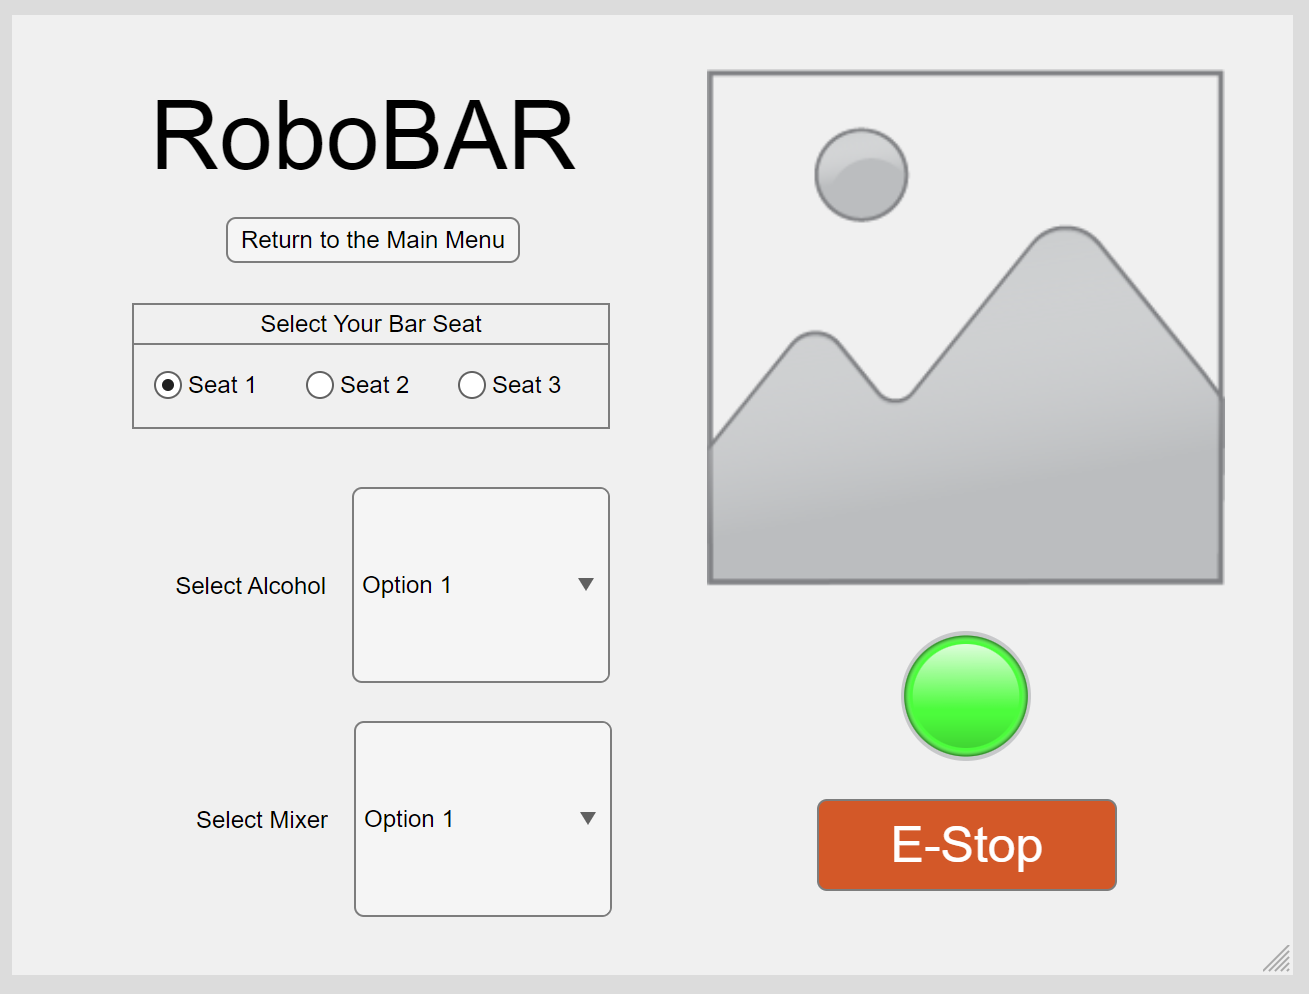 RoboBAR
Return to the Main Menu
Select Your Bar Seat
Seat 1 Seat 2 Seat 3
Select Alcohol Option 1
Select Mixer Option 1
E-Stop